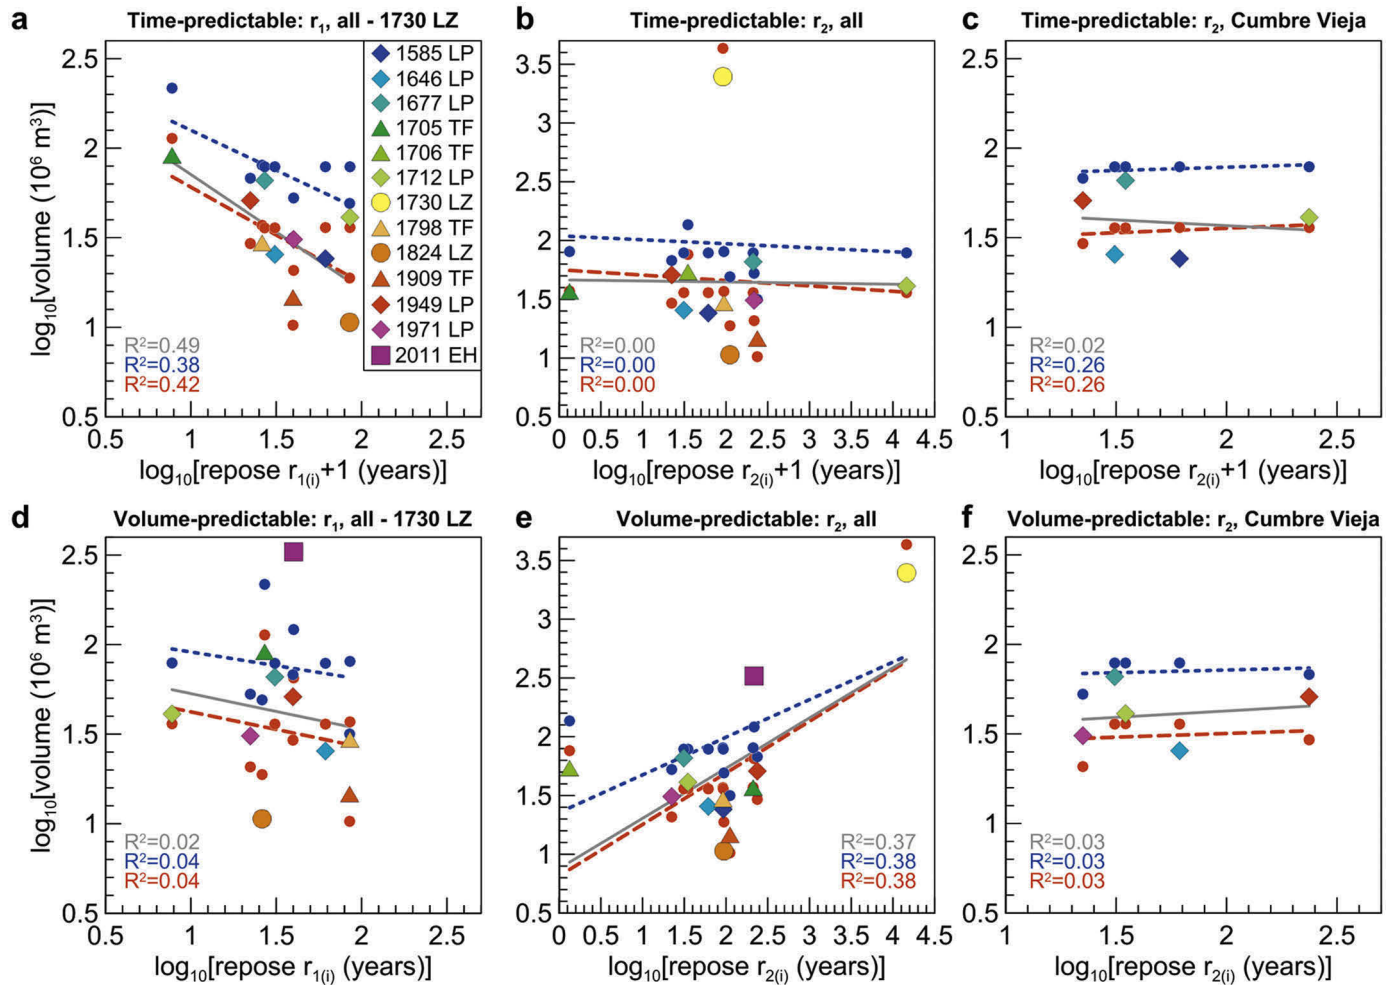 a Time-predictable: r₁, all - 1730 LZ
log₁₀[volume (10⁶ m³)]
2.5
2
1.5
1
0.5
0.5 1 1.5 2 2.5
log₁₀[repose r₁₍ᵢ₎+1 (years)]
R²=0.49
R²=0.38
R²=0.42
1585 LP
1646 LP
1677 LP
1705 TF
1706 TF
1712 LP
1730 LZ
1798 TF
1824 LZ
1909 TF
1949 LP
1971 LP
2011 EH
b Time-predictable: r₂, all
3.5
3
2.5
2
1.5
1
0.5
0 0.5 1 1.5 2 2.5 3 3.5 4 4.5
log₁₀[repose r₂₍ᵢ₎+1 (years)]
R²=0.00
R²=0.00
R²=0.00
c Time-predictable: r₂, Cumbre Vieja
2.5
2
1.5
1
0.5
1 1.5 2 2.5
log₁₀[repose r₂₍ᵢ₎+1 (years)]
R²=0.02
R²=0.26
R²=0.26
d Volume-predictable: r₁, all - 1730 LZ
log₁₀[volume (10⁶ m³)]
2.5
2
1.5
1
0.5
0.5 1 1.5 2 2.5
log₁₀[repose r₁₍ᵢ₎ (years)]
R²=0.02
R²=0.04
R²=0.04
e Volume-predictable: r₂, all
3.5
3
2.5
2
1.5
1
0.5
0 0.5 1 1.5 2 2.5 3 3.5 4 4.5
log₁₀[repose r₂₍ᵢ₎ (years)]
R²=0.37
R²=0.38
R²=0.38
f Volume-predictable: r₂, Cumbre Vieja
2.5
2
1.5
1
0.5
1 1.5 2 2.5
log₁₀[repose r₂₍ᵢ₎ (years)]
R²=0.03
R²=0.03
R²=0.03